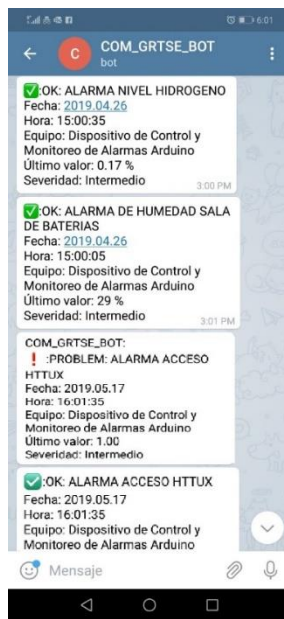 6:01
COM_GRTSE_BOT
bot
C
:OK: ALARMA NIVEL HIDROGENO
Fecha: 2019.04.26
Hora: 15:00:35
Equipo: Dispositivo de Control y
Monitoreo de Alarmas Arduino
Último valor: 0.17 %
Severidad: Intermedio
3:00 PM
:OK: ALARMA DE HUMEDAD SALA
DE BATERIAS
Fecha: 2019.04.26
Hora: 15:00:05
Equipo: Dispositivo de Control y
Monitoreo de Alarmas Arduino
Último valor: 29 %
Severidad: Intermedio
3:01 PM
COM_GRTSE_BOT:
❗ :PROBLEM: ALARMA ACCESO
HTTUX
Fecha: 2019.05.17
Hora: 16:01:35
Equipo: Dispositivo de Control y
Monitoreo de Alarmas Arduino
Último valor: 1.00
Severidad: Intermedio
:OK: ALARMA ACCESO HTTUX
Fecha: 2019.05.17
Hora: 16:01:35
Equipo: Dispositivo de Control y
Monitoreo de Alarmas Arduino
Mensaje